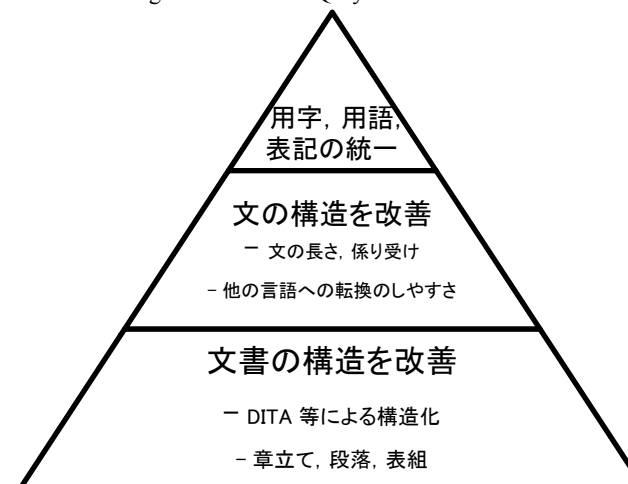 用字, 用語,
表記の統一
文の構造を改善
－ 文の長さ, 係り受け
－ 他の言語への転換のしやすさ
文書の構造を改善
－ DITA 等による構造化
－ 章立て, 段落, 表組